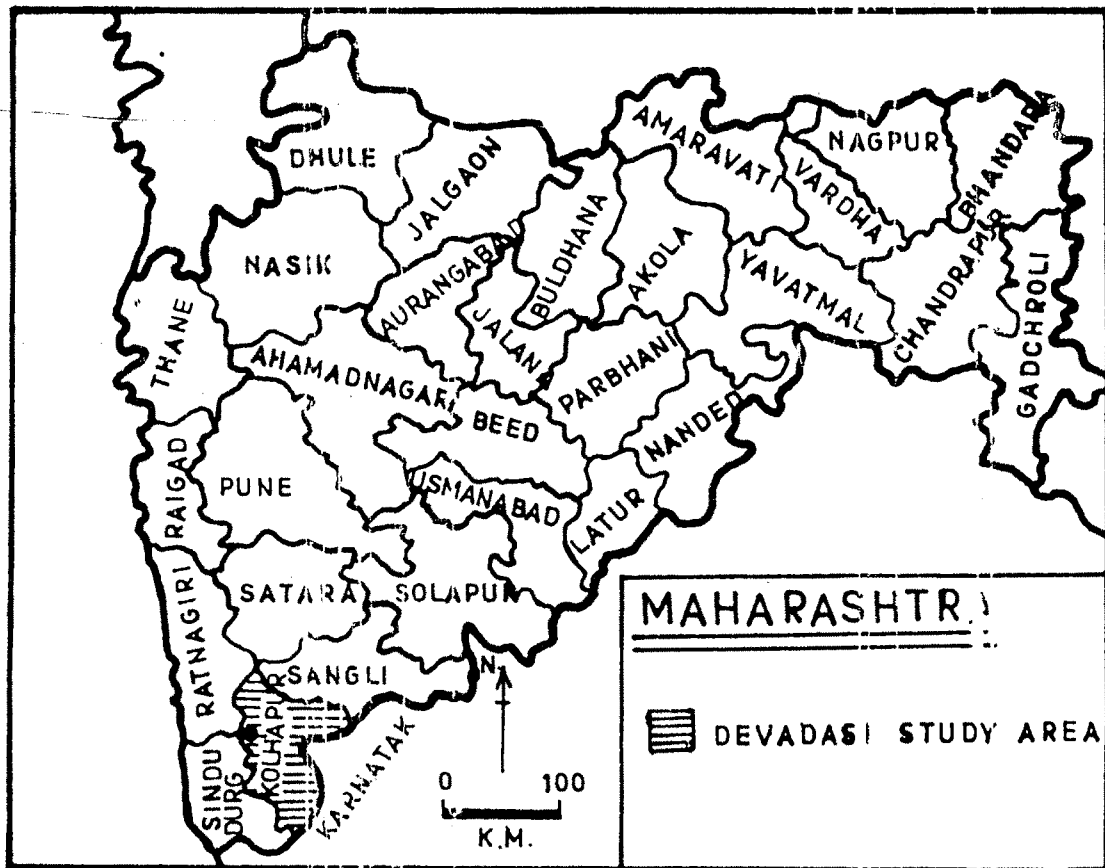 DHULE
JALGAON
AMARAVATI
NAGPUR
BHANDARA
VARDHA
NASIK
AURANGABAD
BULDHANA
AKOLA
YAVATMAL
CHANDRAPUR
GADCHROLI
THANE
JALAN
AHAMADNAGAR
PARBHANI
BEED
NANDED
RAIGAD
PUNE
USMANABAD
LATUR
SATARA
SOLAPUR
RATNAGIRI
SANGLI
KOLHAPUR
SINDU
DURG
KARNATAK
N.
0 100
K.M.
MAHARASHTR
DEVADASI STUDY AREA